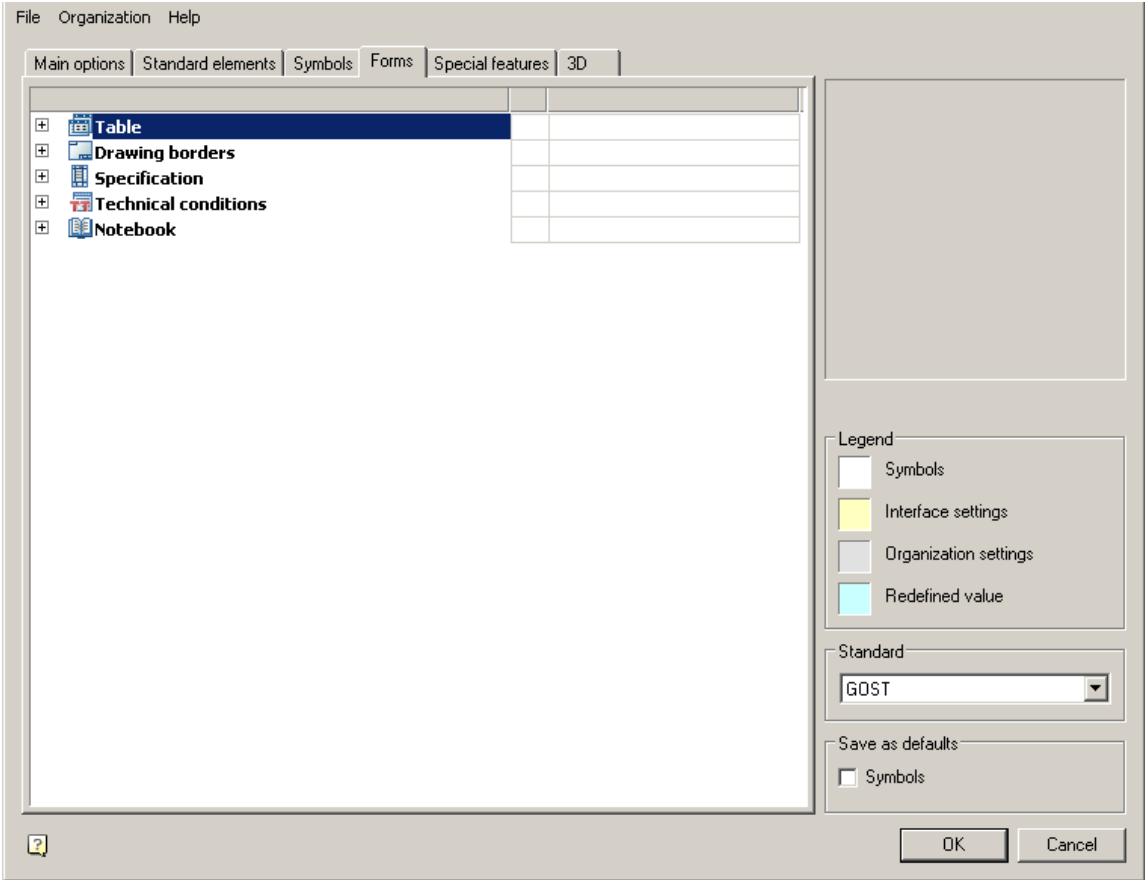 File Organization Help
Main options Standard elements Symbols Forms Special features 3D
Table
Drawing borders
Specification
Technical conditions
Notebook
Legend
Symbols
Interface settings
Organization settings
Redefined value
Standard
GOST
Save as defaults
Symbols
OK Cancel